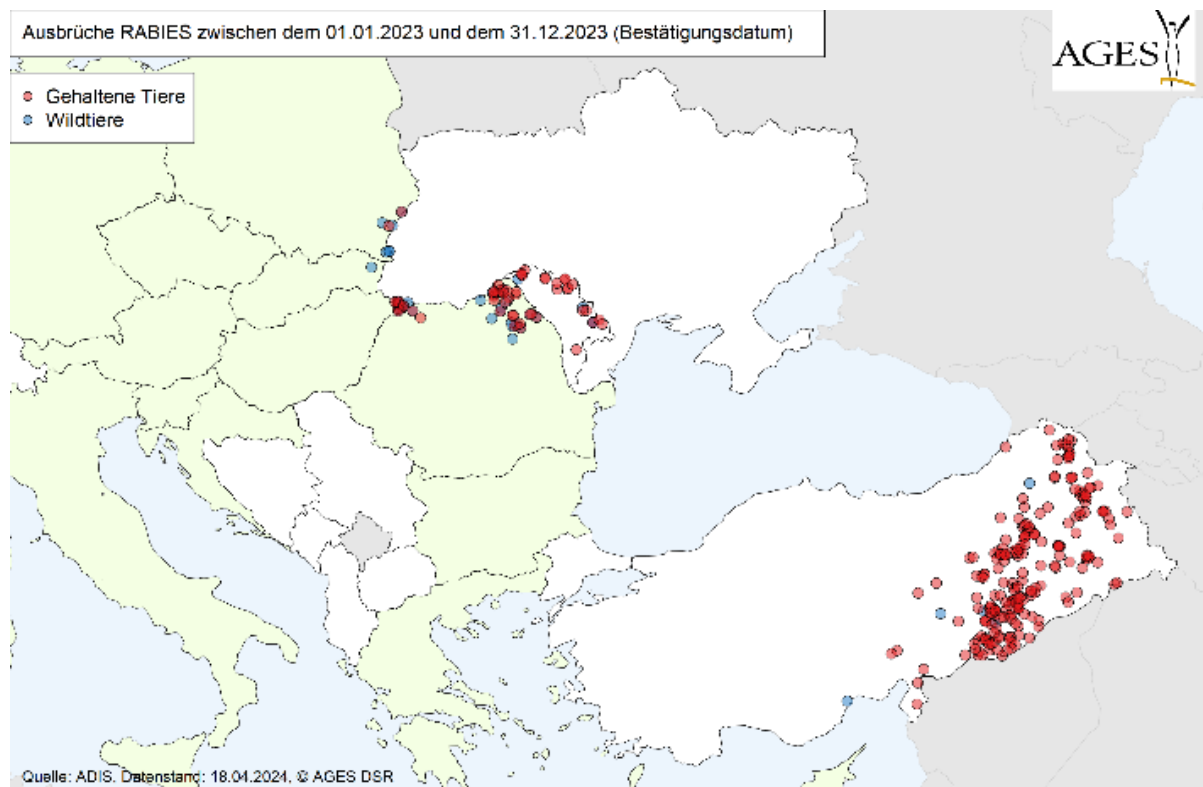 Ausbrüche RABIES zwischen dem 01.01.2023 und dem 31.12.2023 (Bestätigungsdatum)
AGES
Gehaltene Tiere
Wildtiere
Quelle: ADIS. Datenstand: 18.04.2024, © AGES DSR